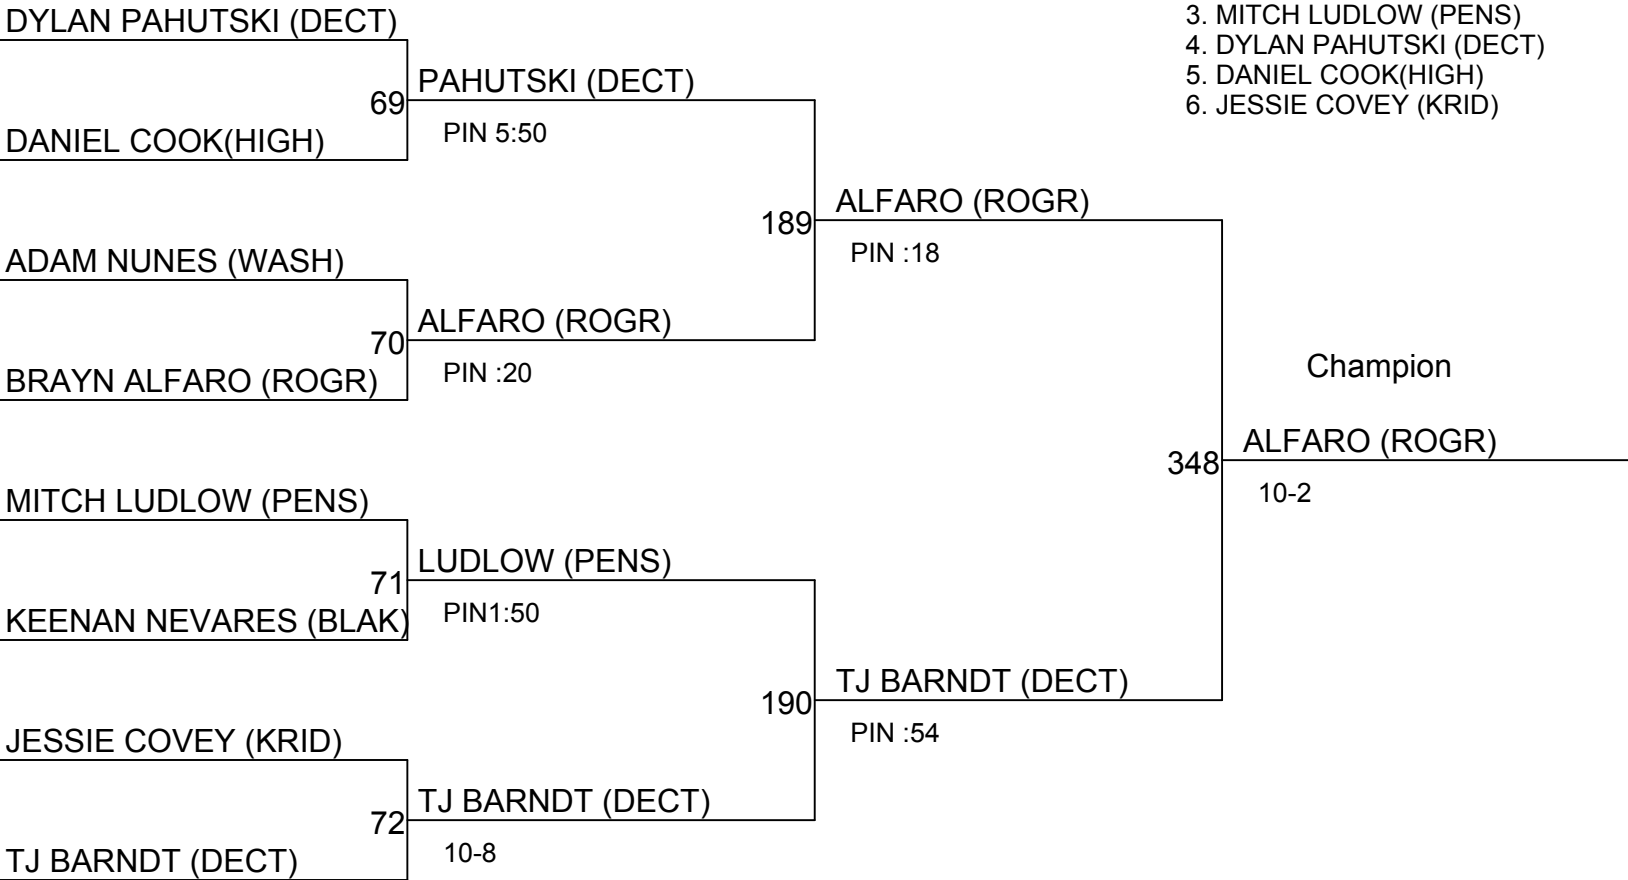 DYLAN PAHUTSKI (DECT)
3. MITCH LUDLOW (PENS)
4. DYLAN PAHUTSKI (DECT)
5. DANIEL COOK(HIGH)
6. JESSIE COVEY (KRID)
PAHUTSKI (DECT)
69
PIN 5:50
DANIEL COOK(HIGH)
ALFARO (ROGR)
189
PIN :18
ADAM NUNES (WASH)
ALFARO (ROGR)
70
PIN :20
BRAYN ALFARO (ROGR)
Champion
ALFARO (ROGR)
348
10-2
MITCH LUDLOW (PENS)
LUDLOW (PENS)
71
PIN1:50
KEENAN NEVARES (BLAK)
TJ BARNDT (DECT)
190
PIN :54
JESSIE COVEY (KRID)
TJ BARNDT (DECT)
72
10-8
TJ BARNDT (DECT)